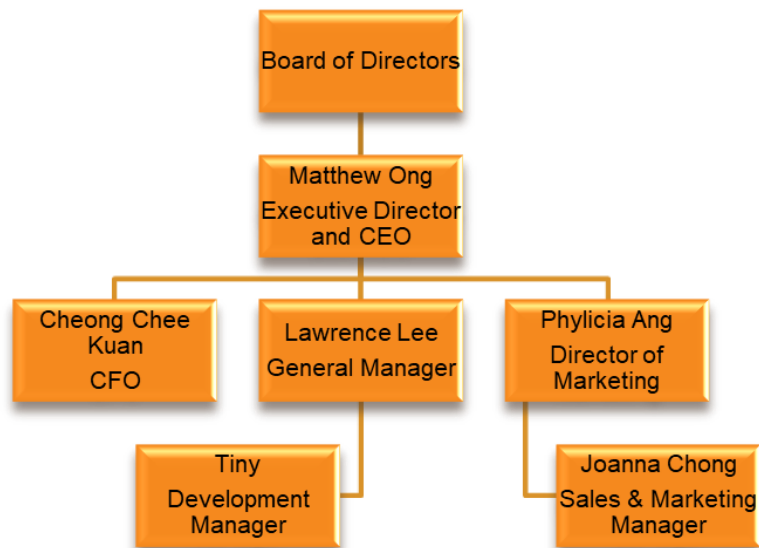 Board of Directors
Matthew Ong
Executive Director
and CEO
Cheong Chee
Kuan
CFO
Lawrence Lee
General Manager
Phylicia Ang
Director of
Marketing
Tiny
Development
Manager
Joanna Chong
Sales & Marketing
Manager